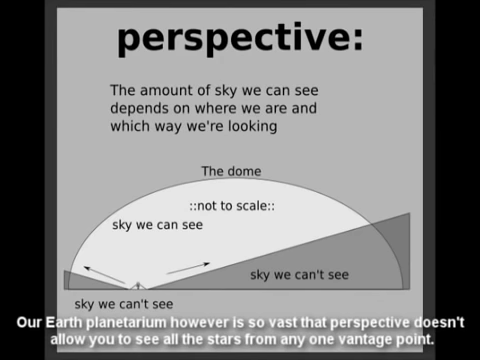 perspective:
The amount of sky we can see
depends on where we are and
which way we're looking
The dome
::not to scale::
sky we can see
sky we can't see
sky we can't see
Our Earth planetarium however is so vast that perspective doesn't
allow you to see all the stars from any one vantage point.